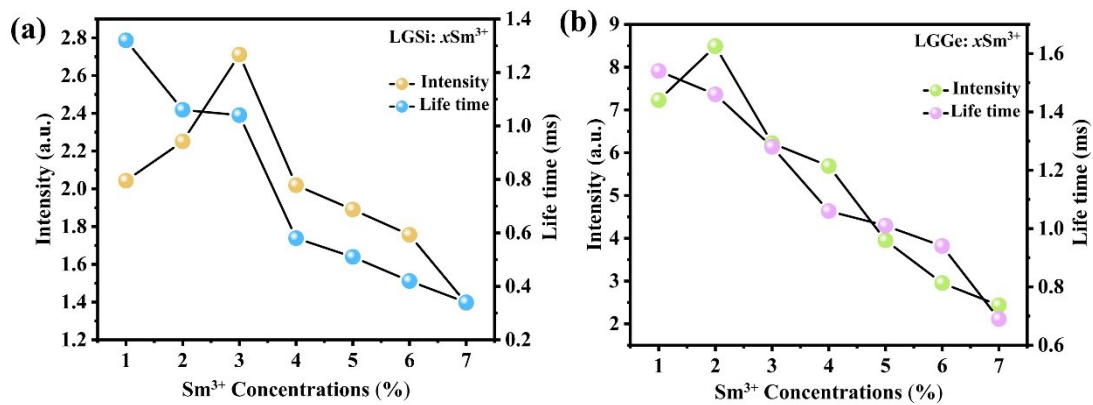 (a)
LGSi: xSm³⁺
Intensity
Life time
Intensity (a.u.)
2.8
2.6
2.4
2.2
2.0
1.8
1.6
1.4
1.2
Life time (ms)
1.4
1.2
1.0
0.8
0.6
0.4
0.2
1 2 3 4 5 6 7
Sm³⁺ Concentrations (%)
(b)
LGGe: xSm³⁺
Intensity
Life time
Intensity (a.u.)
9
8
7
6
5
4
3
2
Life time (ms)
1.6
1.4
1.2
1.0
0.8
0.6
1 2 3 4 5 6 7
Sm³⁺ Concentrations (%)